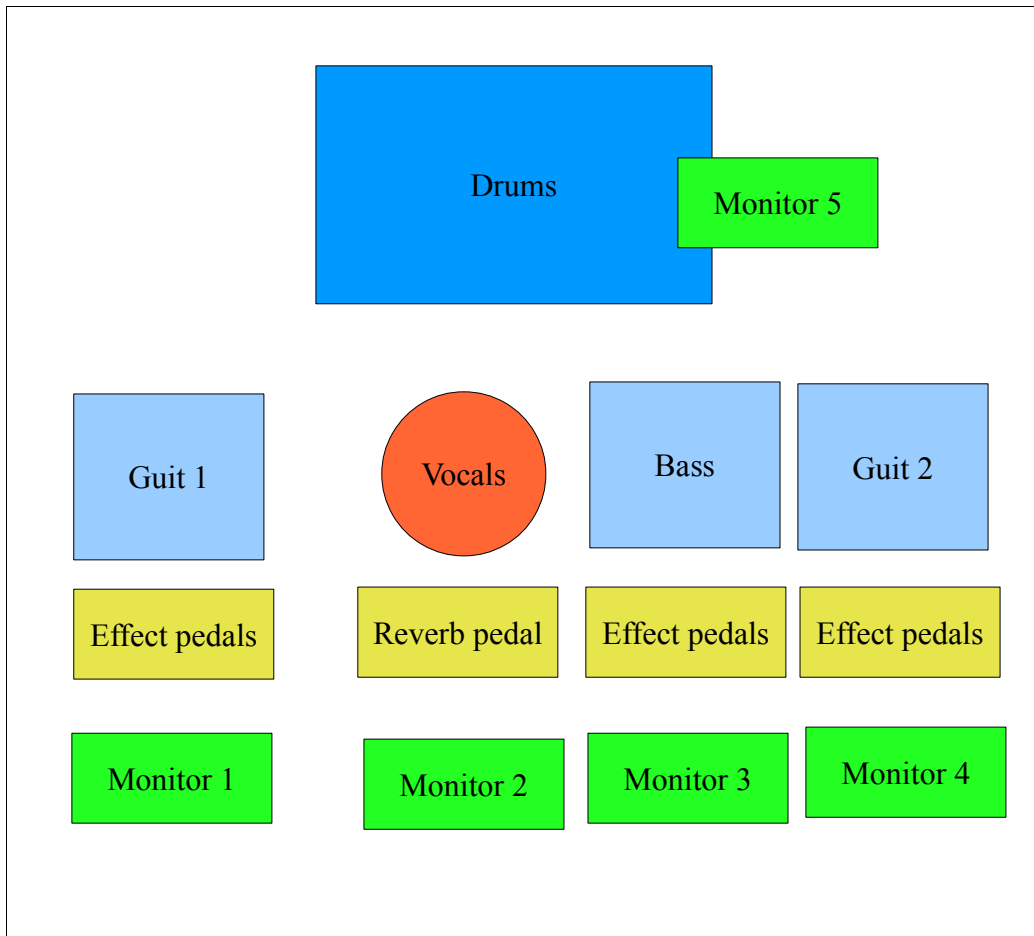 Drums
Monitor 5
Guit 1
Vocals
Bass
Guit 2
Effect pedals
Reverb pedal
Effect pedals
Effect pedals
Monitor 1
Monitor 2
Monitor 3
Monitor 4